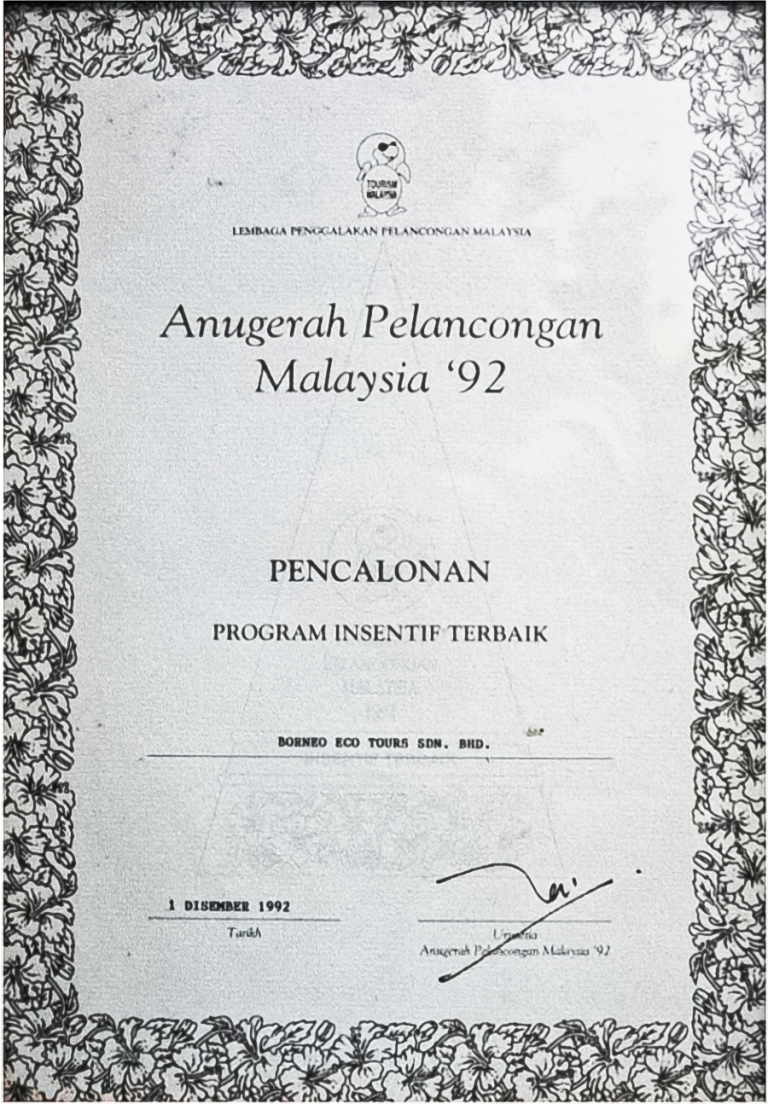 TOURISM
MALAYSIA
LEMBAGA PENGGALAKAN PELANCONGAN MALAYSIA
Anugerah Pelancongan
Malaysia ‘92
PENCALONAN
PROGRAM INSENTIF TERBAIK
BORNEO ECO TOURS SDN. BHD.
1 DISEMBER 1992
Tarikh
Urusetia
Anugerah Pelancongan Malaysia '92